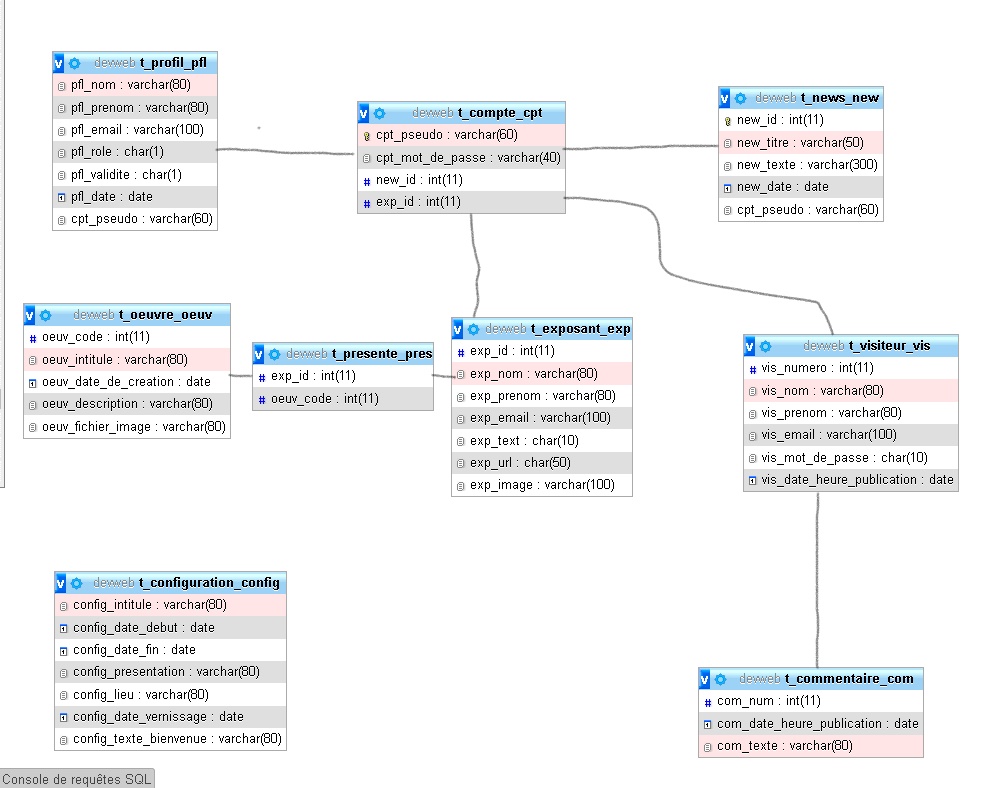 devweb t_profil_pfl
pfl_nom : varchar(80)
pfl_prenom : varchar(80)
pfl_email : varchar(100)
pfl_role : char(1)
pfl_validite : char(1)
pfl_date : date
cpt_pseudo : varchar(60)
devweb t_compte_cpt
cpt_pseudo : varchar(60)
cpt_mot_de_passe : varchar(40)
new_id : int(11)
exp_id : int(11)
devweb t_news_new
new_id : int(11)
new_titre : varchar(50)
new_texte : varchar(300)
new_date : date
cpt_pseudo : varchar(60)
devweb t_oeuvre_oeuv
oeuv_code : int(11)
oeuv_intitule : varchar(80)
oeuv_date_de_creation : date
oeuv_description : varchar(80)
oeuv_fichier_image : varchar(80)
devweb t_presente_pres
exp_id : int(11)
oeuv_code : int(11)
devweb t_exposant_exp
exp_id : int(11)
exp_nom : varchar(80)
exp_prenom : varchar(80)
exp_email : varchar(100)
exp_text : char(10)
exp_url : char(50)
exp_image : varchar(100)
devweb t_visiteur_vis
vis_numero : int(11)
vis_nom : varchar(80)
vis_prenom : varchar(80)
vis_email : varchar(100)
vis_mot_de_passe : char(10)
vis_date_heure_publication : date
devweb t_configuration_config
config_intitule : varchar(80)
config_date_debut : date
config_date_fin : date
config_presentation : varchar(80)
config_lieu : varchar(80)
config_date_vernissage : date
config_texte_bienvenue : varchar(80)
devweb t_commentaire_com
com_num : int(11)
com_date_heure_publication : date
com_texte : varchar(80)
Console de requêtes SQL